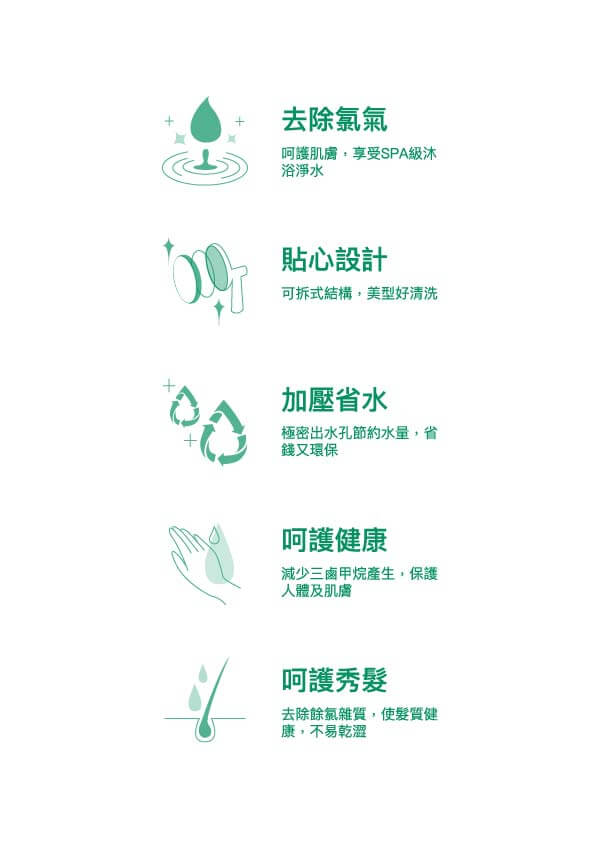 去除氯氣
呵護肌膚，享受SPA級沐
浴淨水
貼心設計
可拆式結構，美型好清洗
加壓省水
極密出水孔節約水量，省
錢又環保
呵護健康
減少三鹵甲烷產生，保護
人體及肌膚
呵護秀髮
去除餘氯雜質，使髮質健
康，不易乾澀